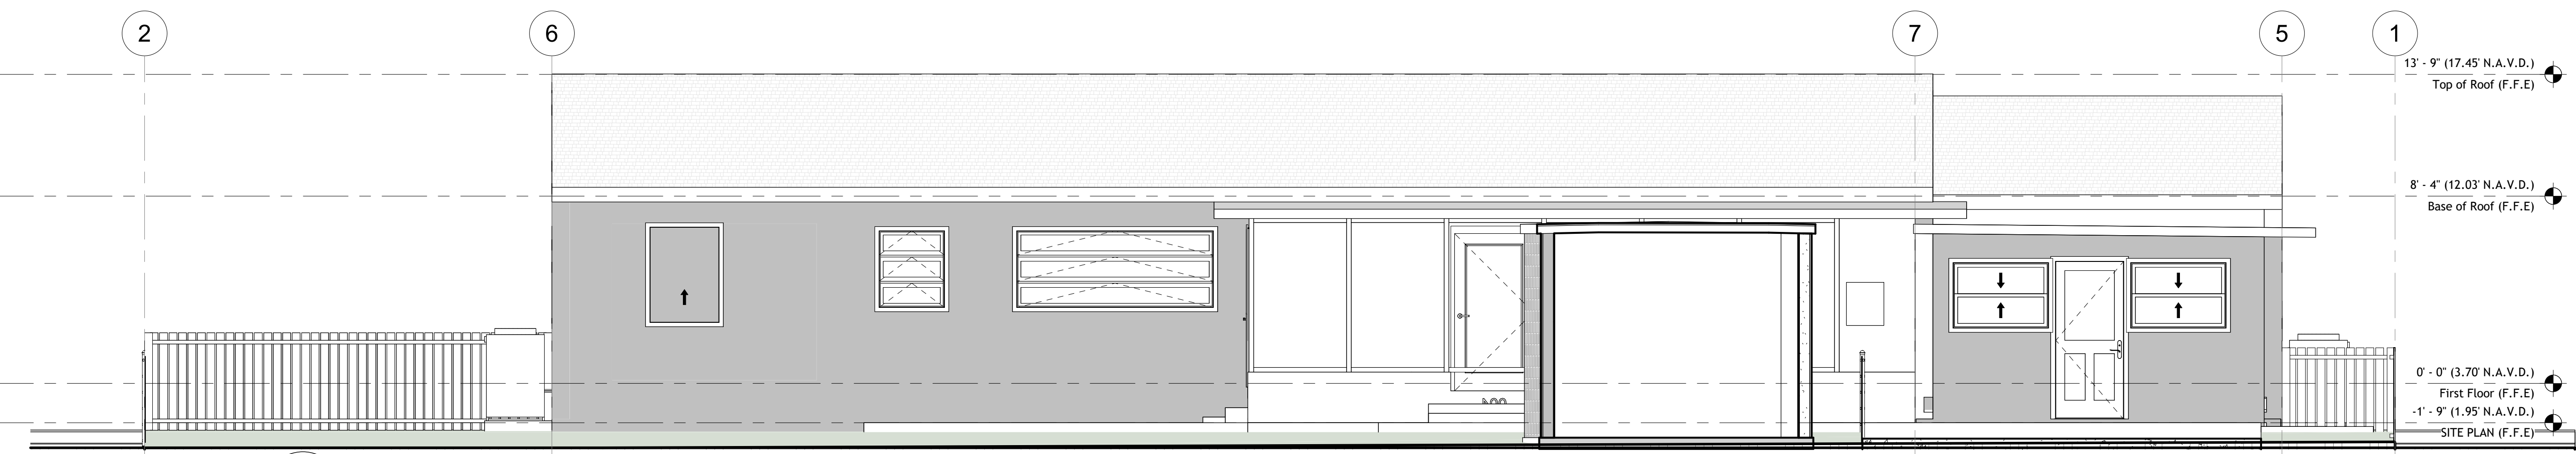 2
6
7
5
1
13' - 9" (17.45' N.A.V.D.)
Top of Roof (F.F.E)
8' - 4" (12.03' N.A.V.D.)
Base of Roof (F.F.E)
0' - 0" (3.70' N.A.V.D.)
First Floor (F.F.E)
-1' - 9" (1.95' N.A.V.D.)
SITE PLAN (F.F.E)